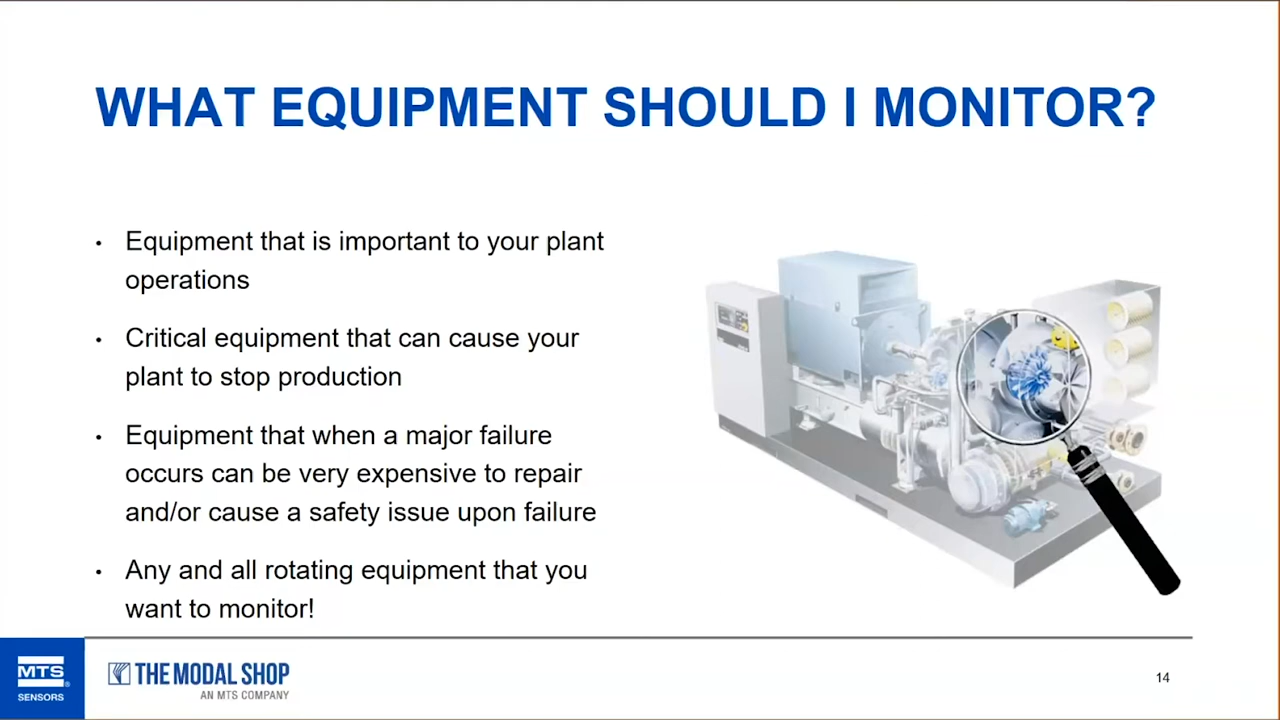 WHAT EQUIPMENT SHOULD I MONITOR?
• Equipment that is important to your plant
operations
• Critical equipment that can cause your
plant to stop production
• Equipment that when a major failure
occurs can be very expensive to repair
and/or cause a safety issue upon failure
• Any and all rotating equipment that you
want to monitor!
MTS®
SENSORS
THE MODAL SHOP
AN MTS COMPANY
14